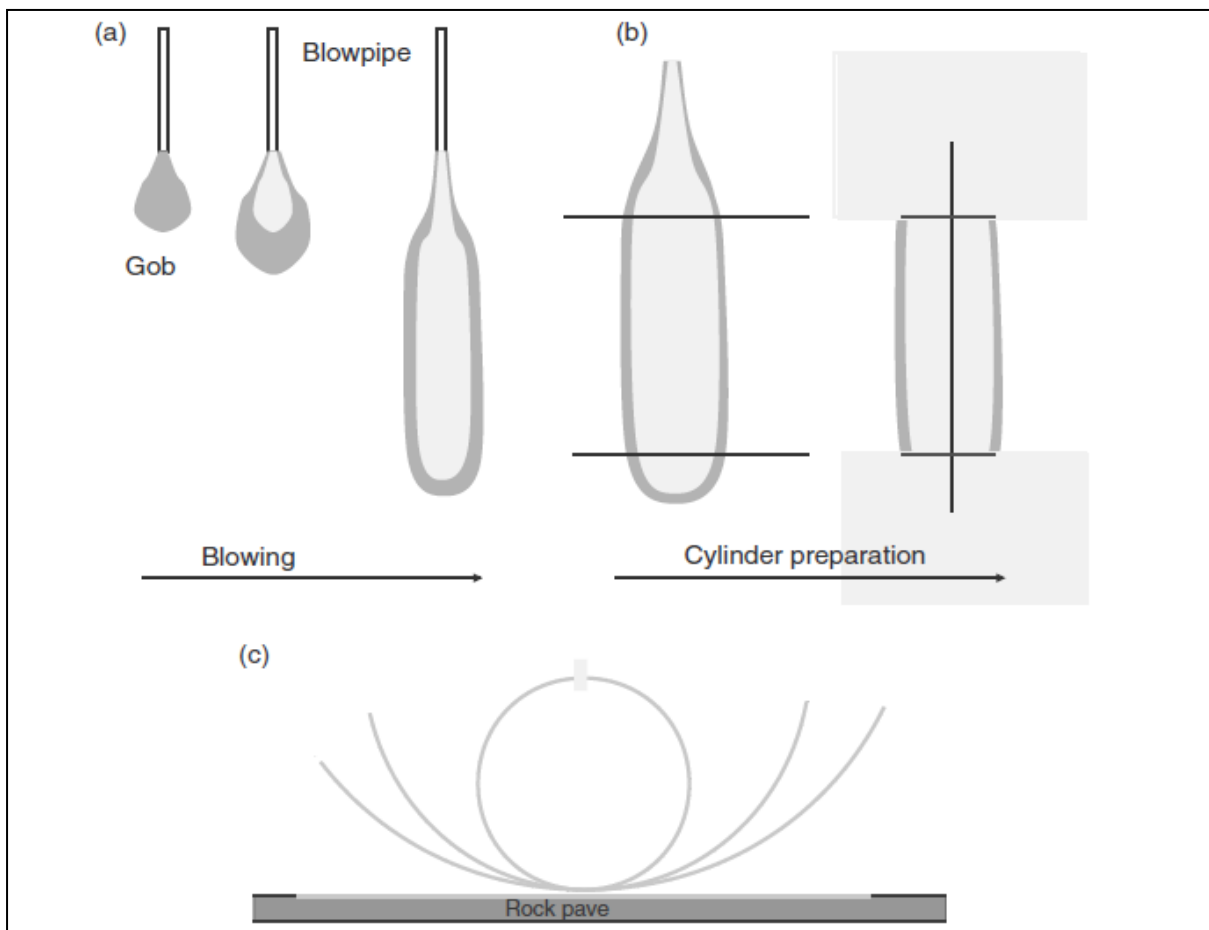 (a)
Blowpipe
(b)
Gob
Blowing
Cylinder preparation
(c)
Rock pave